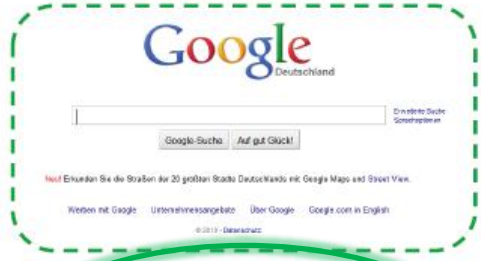 Google
Deutschland
Erweiterte Suche
Sprachoptionen
Google-Suche Auf gut Glück!
Neu! Erkunden Sie die Straßen der 20 größten Städte Deutschlands mit Google Maps und Street View.
Werben mit Google Unternehmensangebote Über Google Google.com in English
© 2010 - Datenschutz